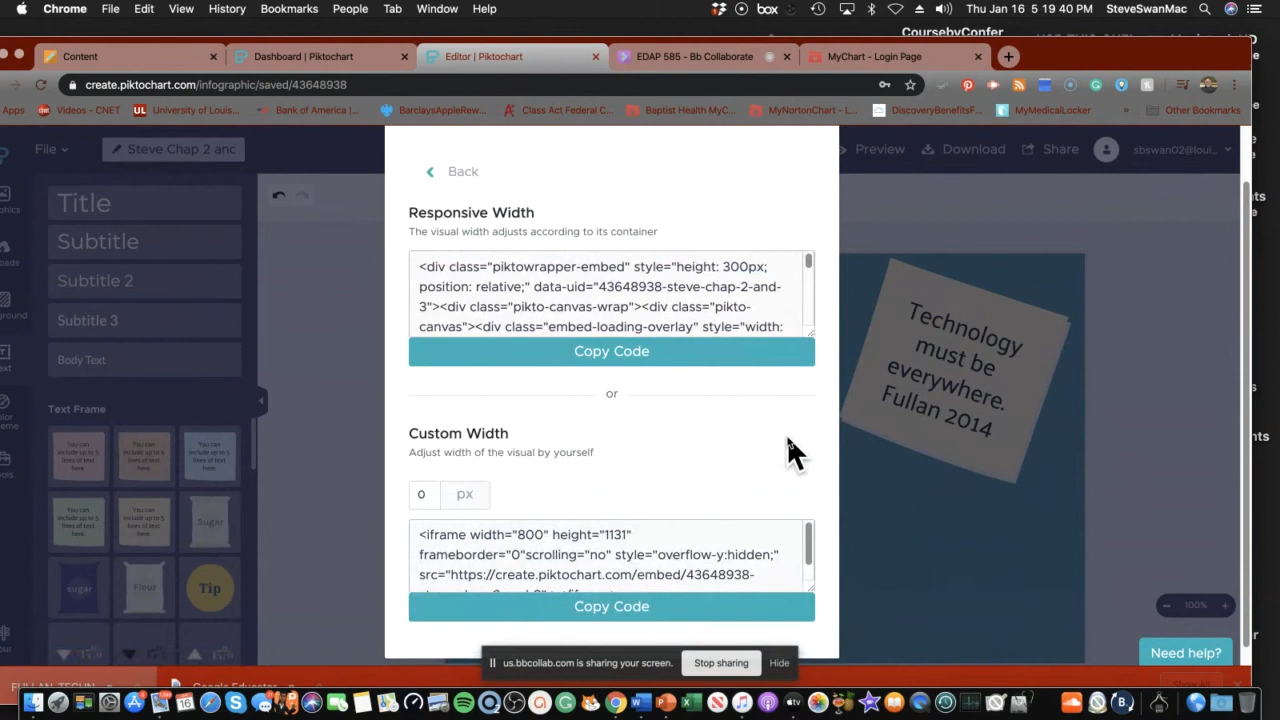 Chrome File Edit View History Bookmarks People Tab Window Help
box Thu Jan 16 5:19:40 PM SteveSwanMac
CoursebyConfer
Content Dashboard | Piktochart Editor | Piktochart EDAP 585 - Bb Collaborate MyChart - Login Page
create.piktochart.com/infographic/saved/43648938
Apps Videos - CNET University of Louis... Bank of America |... BarclaysAppleRew... Class Act Federal C... Baptist Health MyC... MyNortonChart - L... DiscoveryBenefitsF... MyMedicalLocker » Other Bookmarks
File Steve Chap 2 anc Preview Download Share sbswan02@loui...
Back
Title
Subtitle
Subtitle 2
Subtitle 3
Body Text
Text Frame
You can include up to 5 lines of text here.
You can include up to 5 lines of text here.
You can include up to 5 lines of text here.
You can include up to 5 lines of text here.
You can include up to 5 lines of text here.
Sugar
sugar
Flour
Tip
Responsive Width
The visual width adjusts according to its container
<div class="piktowrapper-embed" style="height: 300px;
position: relative;" data-uid="43648938-steve-chap-2-and-
3"><div class="pikto-canvas-wrap"><div class="pikto-
canvas"><div class="embed-loading-overlay" style="width:
Copy Code
or
Custom Width
Adjust width of the visual by yourself
0 px
<iframe width="800" height="1131"
frameborder="0"scrolling="no" style="overflow-y:hidden;"
src="https://create.piktochart.com/embed/43648938-
Copy Code
Technology
must be
everywhere.
Fullan 2014
100%
Need help?
us.bbcollab.com is sharing your screen. Stop sharing Hide
Show All